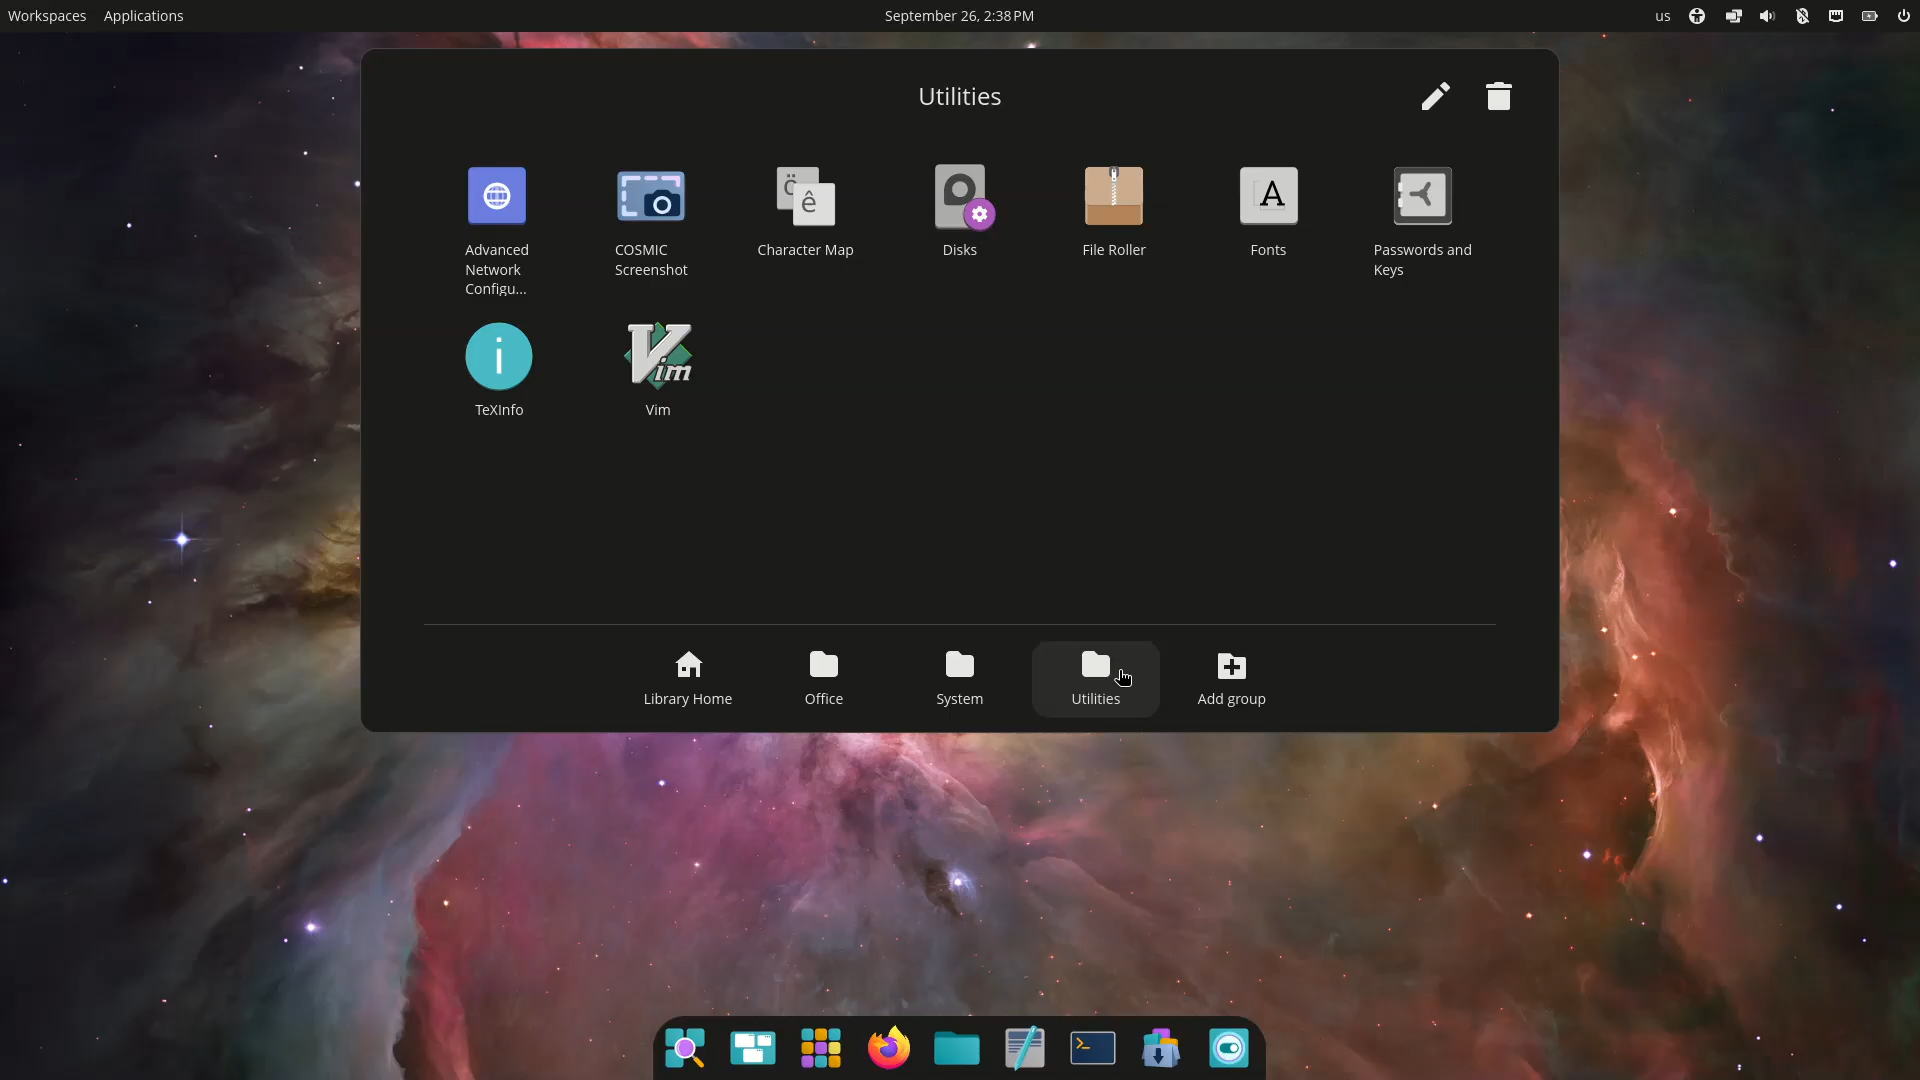 Workspaces Applications September 26, 2:38 PM us
Utilities
Advanced
Network
Configu...
COSMIC
Screenshot
Character Map
Disks
File Roller
Fonts
Passwords and
Keys
TeXInfo
Vim
Library Home
Office
System
Utilities
Add group